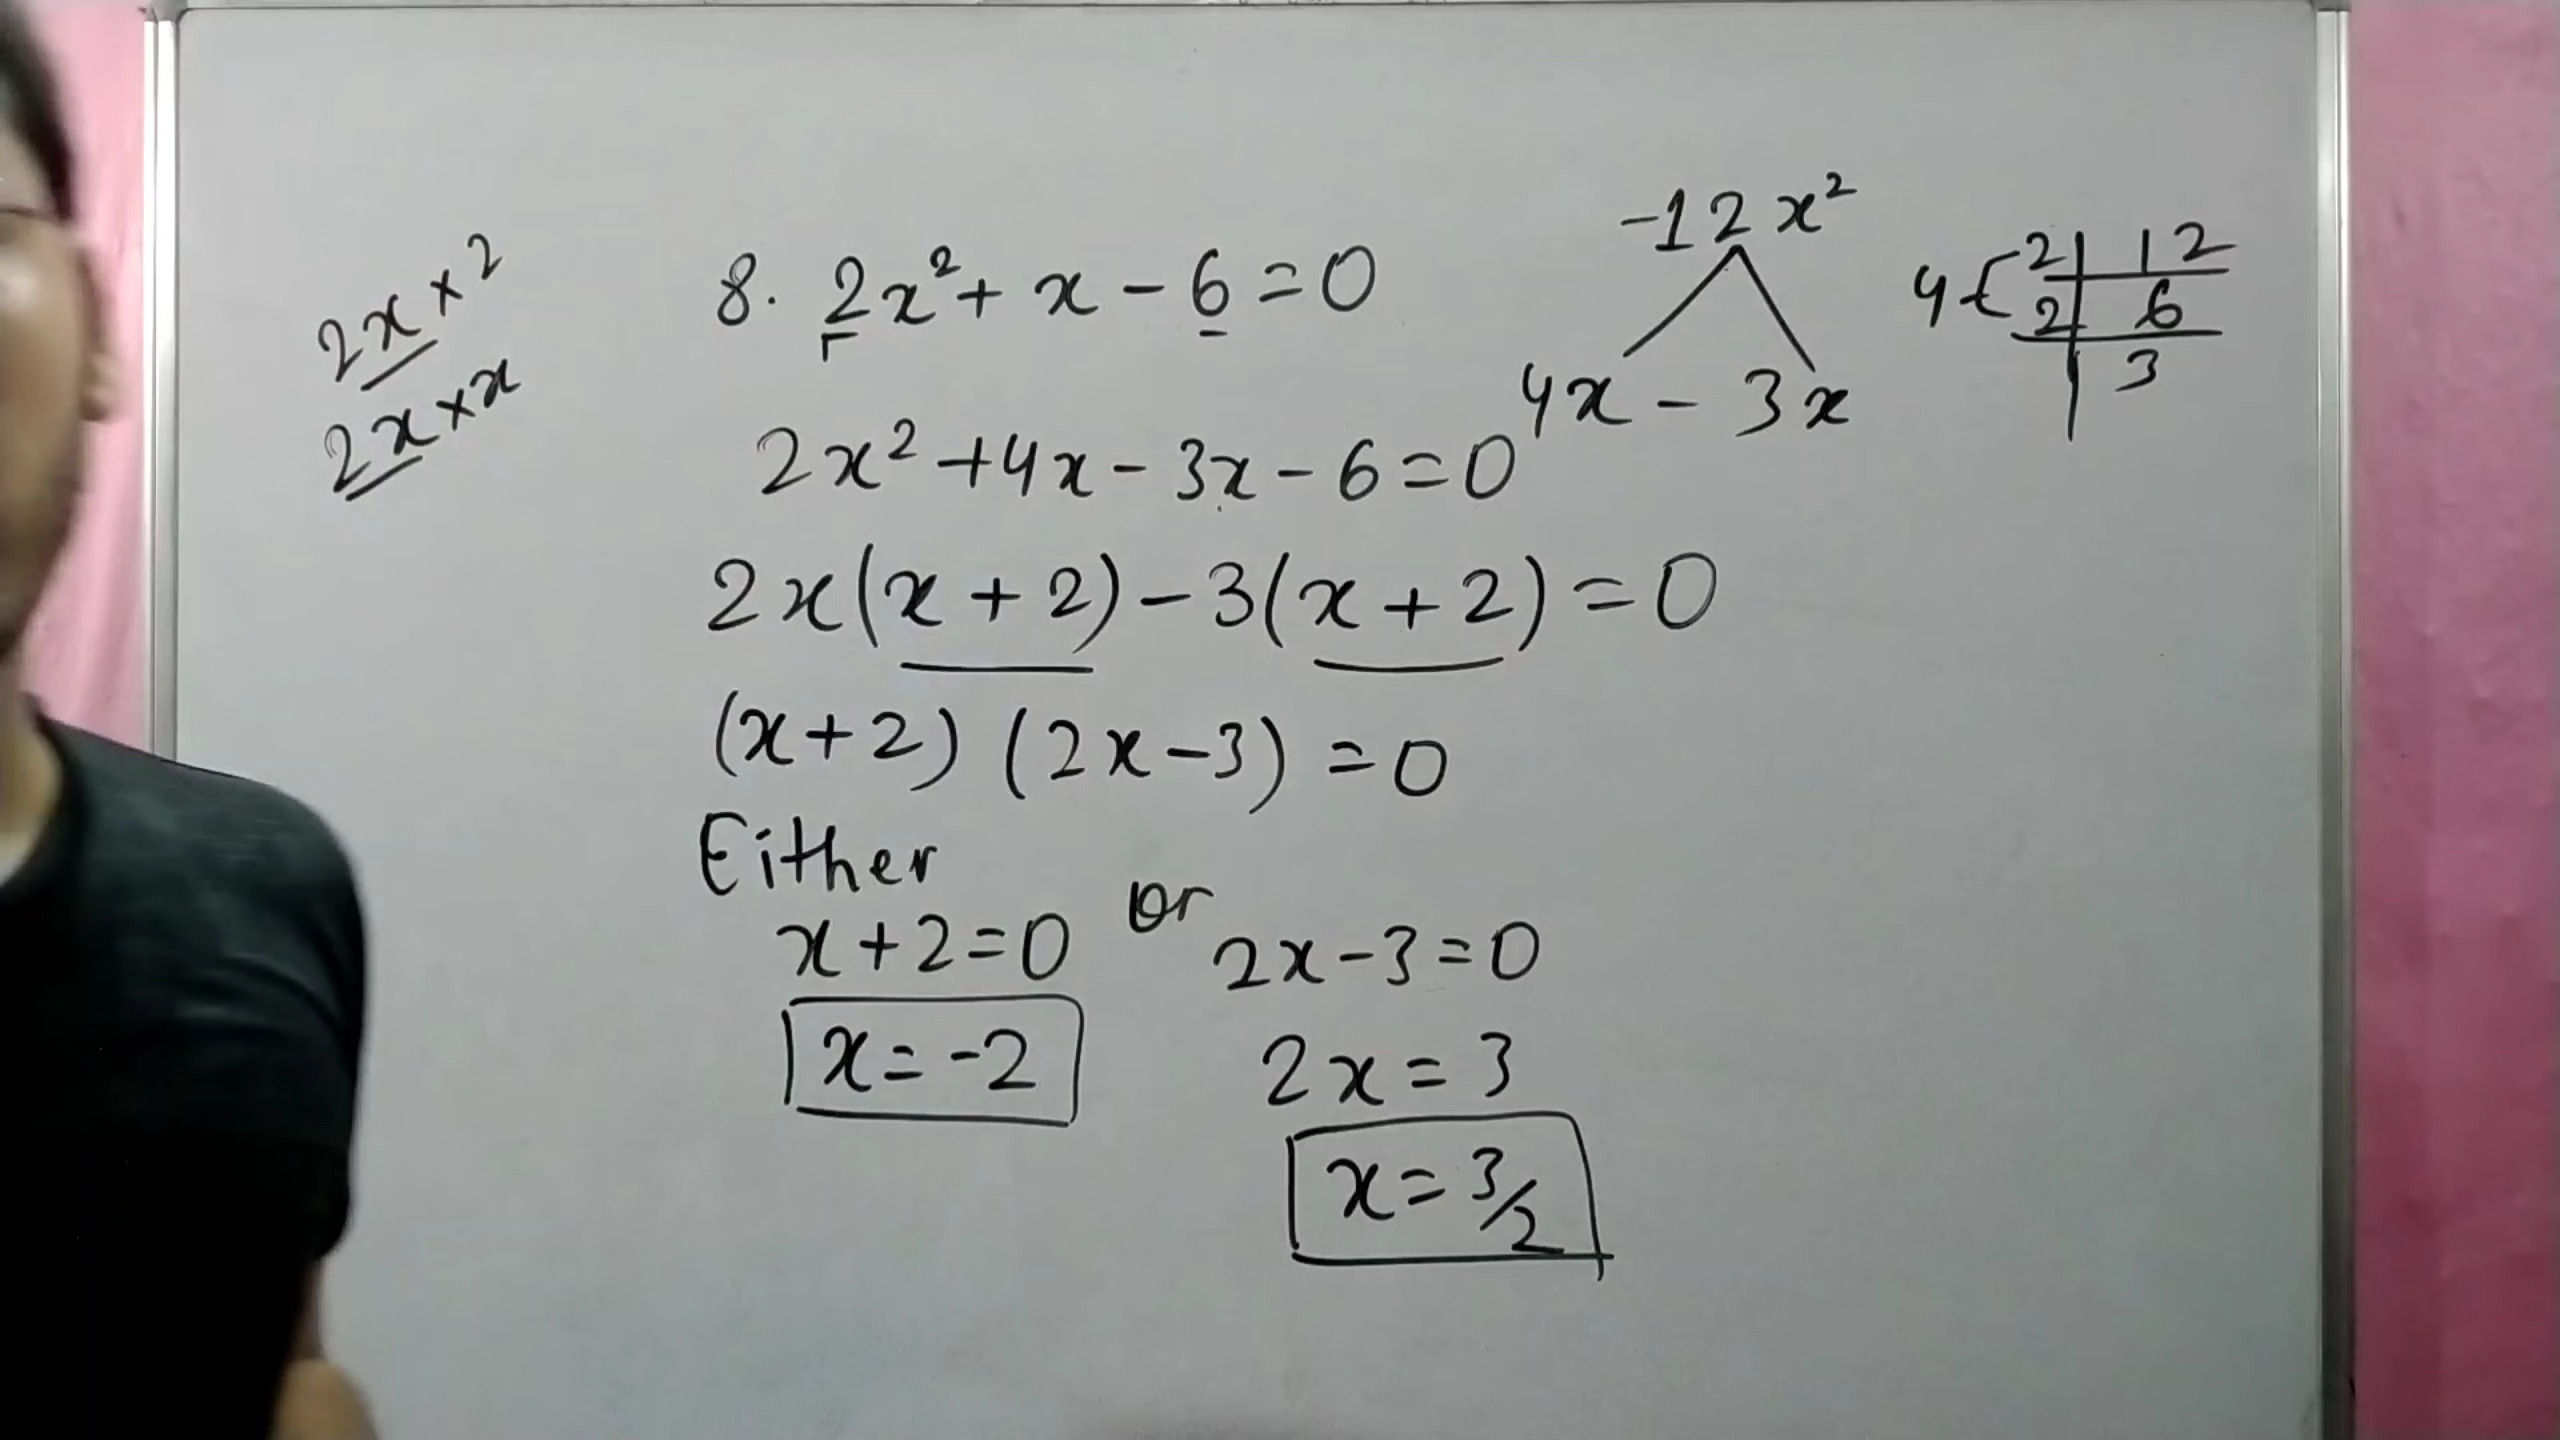 2x × 2
2x × x
8. 2x² + x - 6 = 0
2x² + 4x - 3x - 6 = 0
2x(x + 2) - 3(x + 2) = 0
(x + 2) (2x - 3) = 0
Either
x + 2 = 0 or 2x - 3 = 0
x = -2
2x = 3
x = 3/2
-12x²
4x - 3x
4 { 2 | 12
2 | 6
| 3